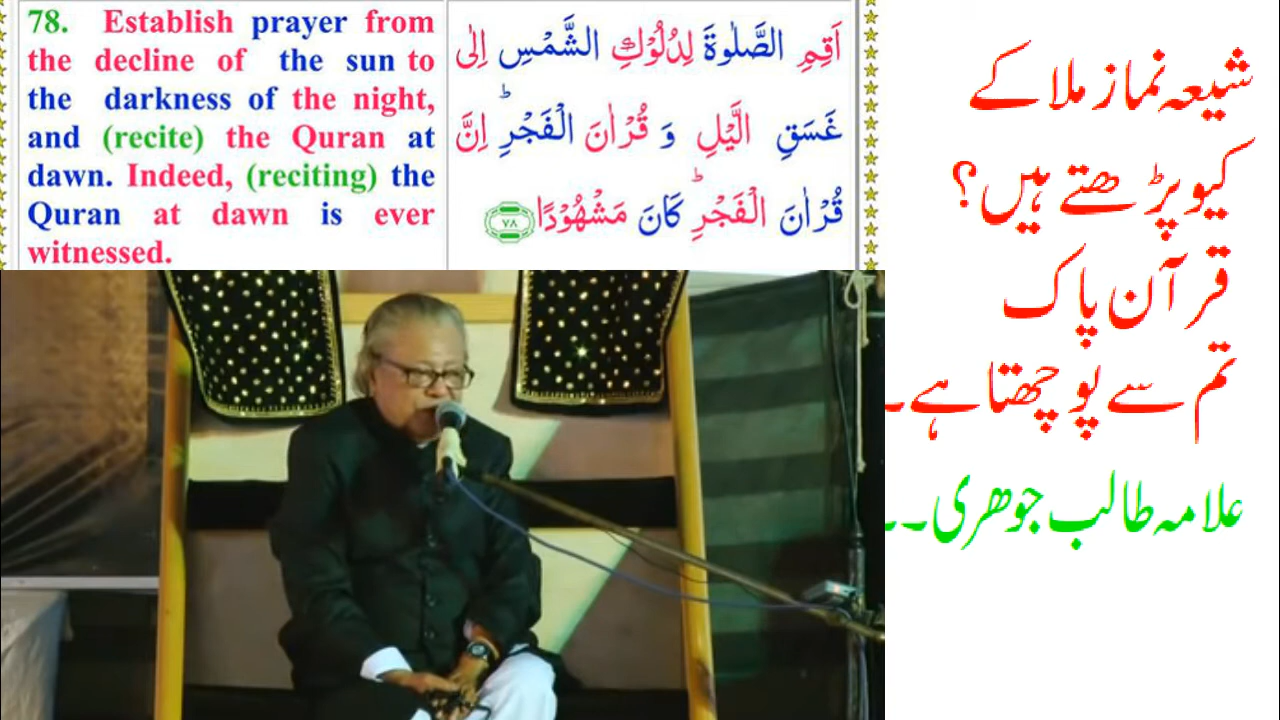 78. Establish prayer from
the decline of the sun to
the darkness of the night,
and (recite) the Quran at
dawn. Indeed, (reciting) the
Quran at dawn is ever
witnessed.
اَقِمِ الصَّلٰوةَ لِدُلُوْكِ الشَّمْسِ اِلٰى
غَسَقِ الَّيْلِ وَ قُرْاٰنَ الْفَجْرِ ؕ اِنَّ
قُرْاٰنَ الْفَجْرِ ؕ كَانَ مَشْهُوْدًا ۷۸
شیعہ نماز ملا کے
کیو پڑھتے ہیں؟
قرآن پاک
تم سے پوچھتا ہے۔
علامہ طالب جوھری۔۔